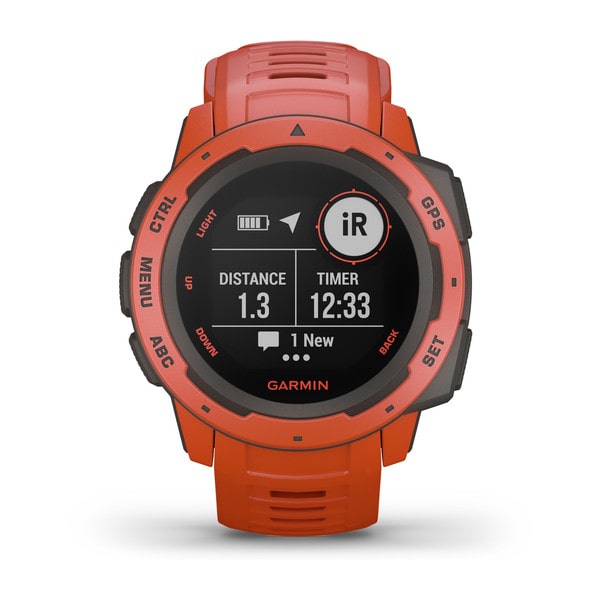 CTRL
MENU
ABC
GPS
SET
LIGHT
UP
DOWN
BACK
iR
DISTANCE TIMER
1.3 12:33
1 New
GARMIN